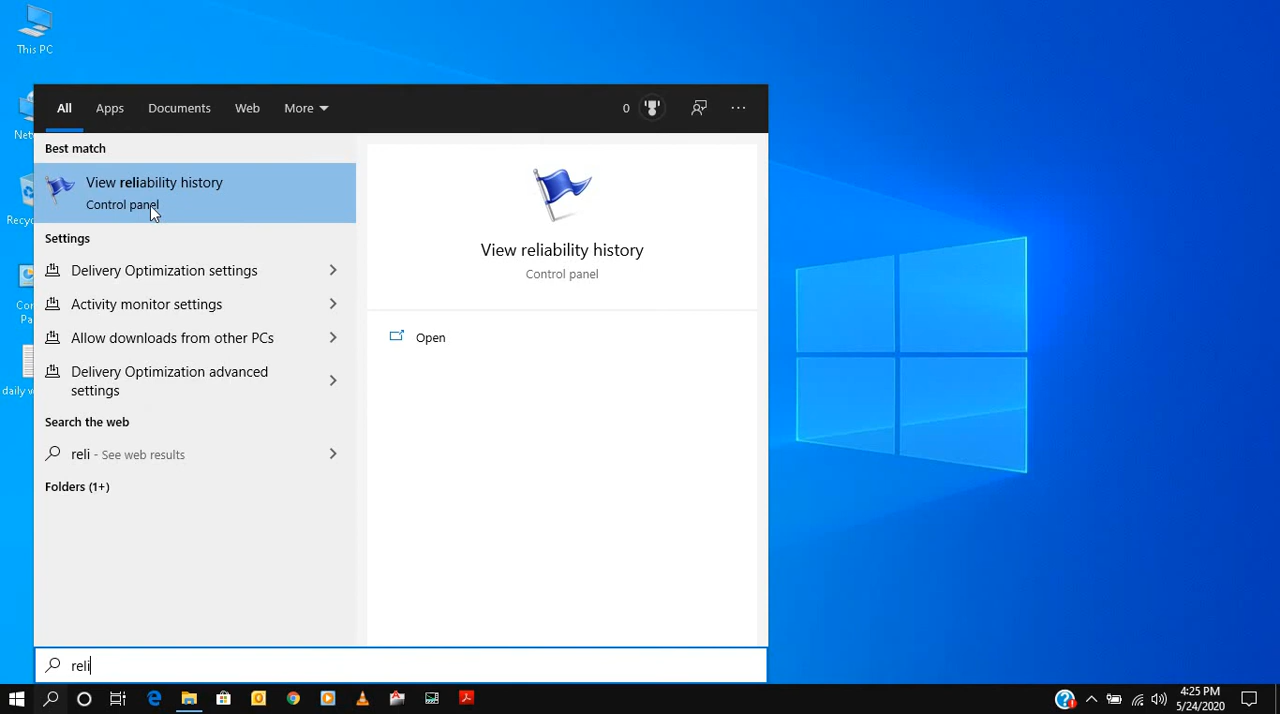 This PC
Recyc
daily w
All Apps Documents Web More 0 ...
Best match
View reliability history
Control panel
Settings
Delivery Optimization settings
Activity monitor settings
Allow downloads from other PCs
Delivery Optimization advanced
settings
Search the web
reli - See web results
Folders (1+)
View reliability history
Control panel
Open
reli
4:25 PM
5/24/2020